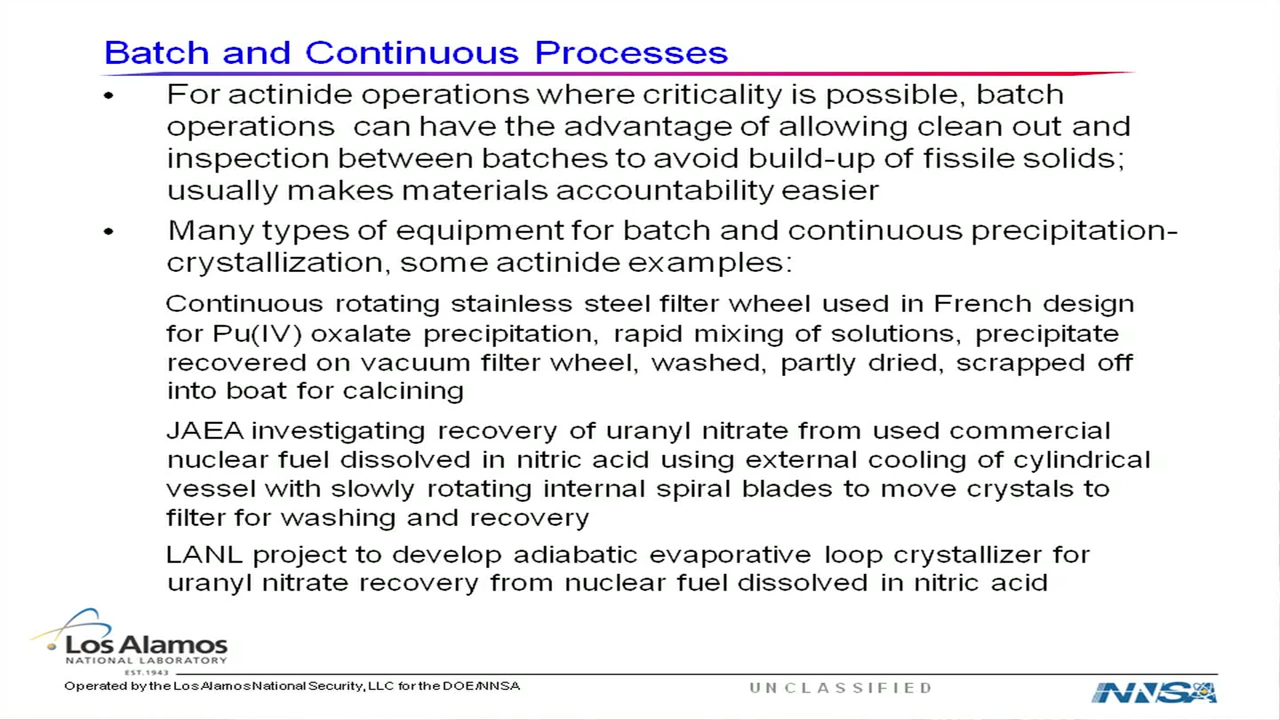 Batch and Continuous Processes
• For actinide operations where criticality is possible, batch
operations can have the advantage of allowing clean out and
inspection between batches to avoid build-up of fissile solids;
usually makes materials accountability easier
• Many types of equipment for batch and continuous precipitation-
crystallization, some actinide examples:
Continuous rotating stainless steel filter wheel used in French design
for Pu(IV) oxalate precipitation, rapid mixing of solutions, precipitate
recovered on vacuum filter wheel, washed, partly dried, scrapped off
into boat for calcining
JAEA investigating recovery of uranyl nitrate from used commercial
nuclear fuel dissolved in nitric acid using external cooling of cylindrical
vessel with slowly rotating internal spiral blades to move crystals to
filter for washing and recovery
LANL project to develop adiabatic evaporative loop crystallizer for
uranyl nitrate recovery from nuclear fuel dissolved in nitric acid
Los Alamos
NATIONAL LABORATORY
EST.1943
Operated by the Los Alamos National Security, LLC for the DOE/NNSA
UNCLASSIFIED
NNSA